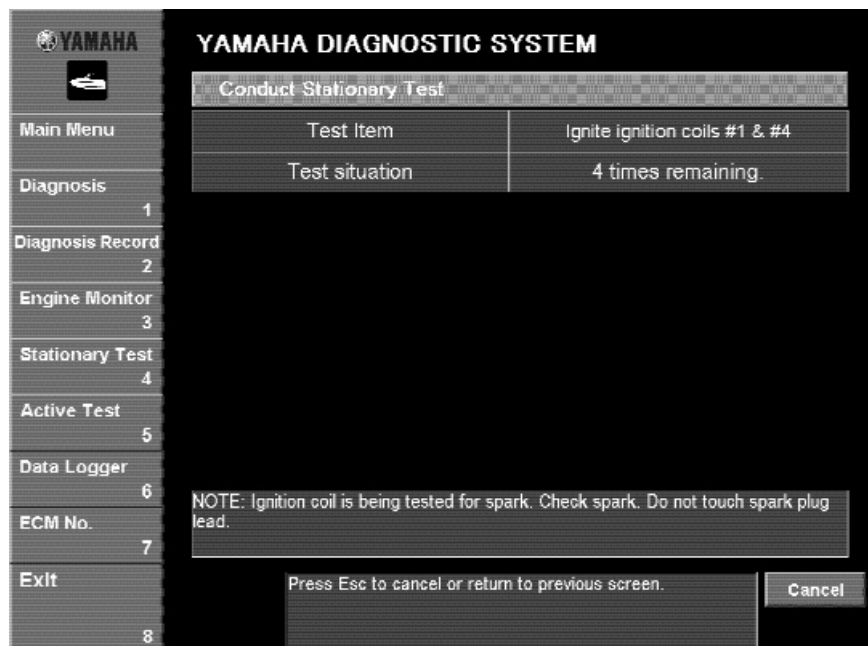 YAMAHA
YAMAHA DIAGNOSTIC SYSTEM
Conduct Stationary Test
Test Item
Ignite ignition coils #1 & #4
Test situation
4 times remaining.
Main Menu
Diagnosis
1
Diagnosis Record
2
Engine Monitor
3
Stationary Test
4
Active Test
5
Data Logger
6
ECM No.
7
Exit
8
NOTE: Ignition coil is being tested for spark. Check spark. Do not touch spark plug
lead.
Press Esc to cancel or return to previous screen.
Cancel